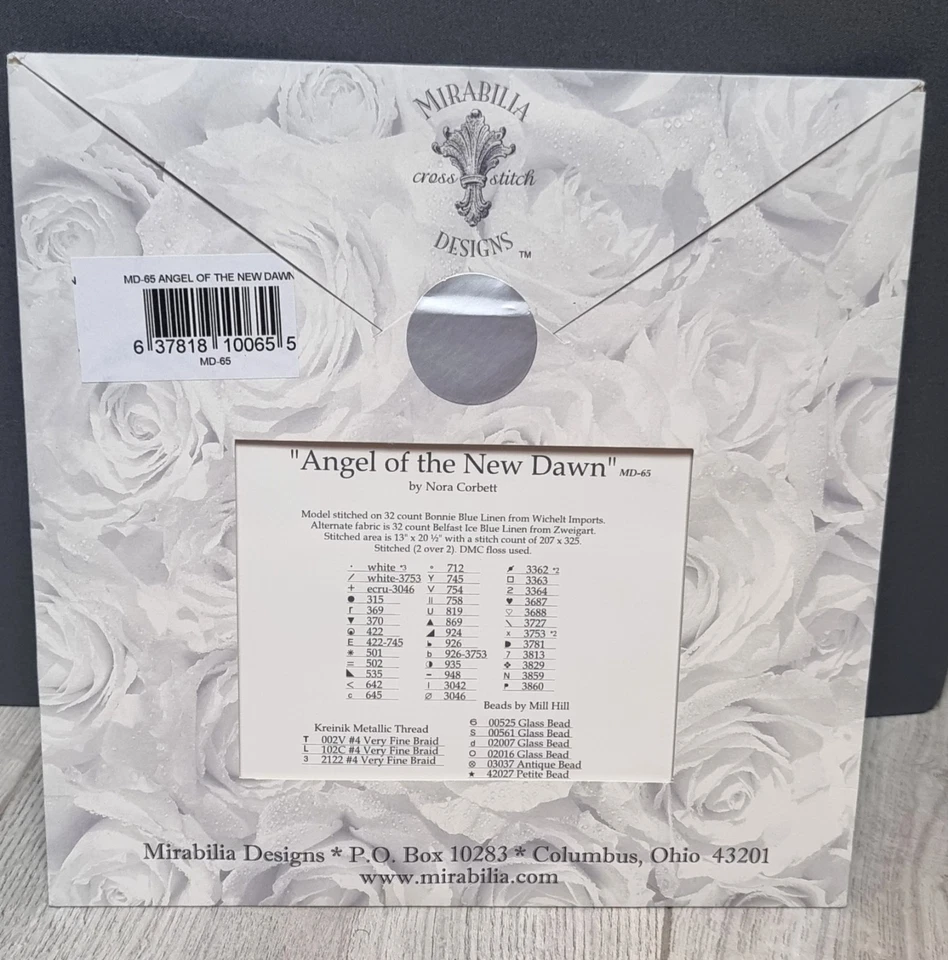 MIRABILIA
cross stitch
DESIGNS ™
MD-65 ANGEL OF THE NEW DAWN
6 37818 10065 5
MD-65
"Angel of the New Dawn" MD-65
by Nora Corbett
Model stitched on 32 count Bonnie Blue Linen from Wichelt Imports.
Alternate fabric is 32 count Belfast Ice Blue Linen from Zweigart.
Stitched area is 13" x 20 ½" with a stitch count of 207 x 325.
Stitched (2 over 2). DMC floss used.
· white *3
/ white-3753
+ ecru-3046
● 315
r 369
▼ 370
422
E 422-745
✳ 501
= 502
◣ 535
< 642
c 645
∘ 712
Y 745
V 754
|| 758
U 819
▲ 869
◢ 924
926
b 926-3753
◑ 935
– 948
| 3042
∅ 3046
3362 *2
□ 3363
2 3364
♥ 3687
♡ 3688
\ 3727
x 3753 *2
3781
7 3813
❖ 3829
N 3859
3860
Kreinik Metallic Thread
T 002V #4 Very Fine Braid
L 102C #4 Very Fine Braid
3 2122 #4 Very Fine Braid
Beads by Mill Hill
6 00525 Glass Bead
S 00561 Glass Bead
d 02007 Glass Bead
O 02016 Glass Bead
⊗ 03037 Antique Bead
★ 42027 Petite Bead
Mirabilia Designs * P.O. Box 10283 * Columbus, Ohio 43201
www.mirabilia.com